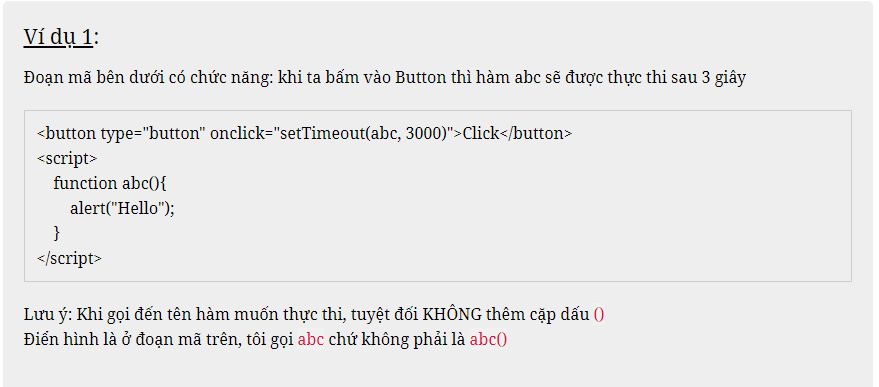 Ví dụ 1:
Đoạn mã bên dưới có chức năng: khi ta bấm vào Button thì hàm abc sẽ được thực thi sau 3 giây
<button type="button" onclick="setTimeout(abc, 3000)">Click</button>
<script>
    function abc(){
        alert("Hello");
    }
</script>
Lưu ý: Khi gọi đến tên hàm muốn thực thi, tuyệt đối KHÔNG thêm cặp dấu ()
Điển hình là ở đoạn mã trên, tôi gọi abc chứ không phải là abc()